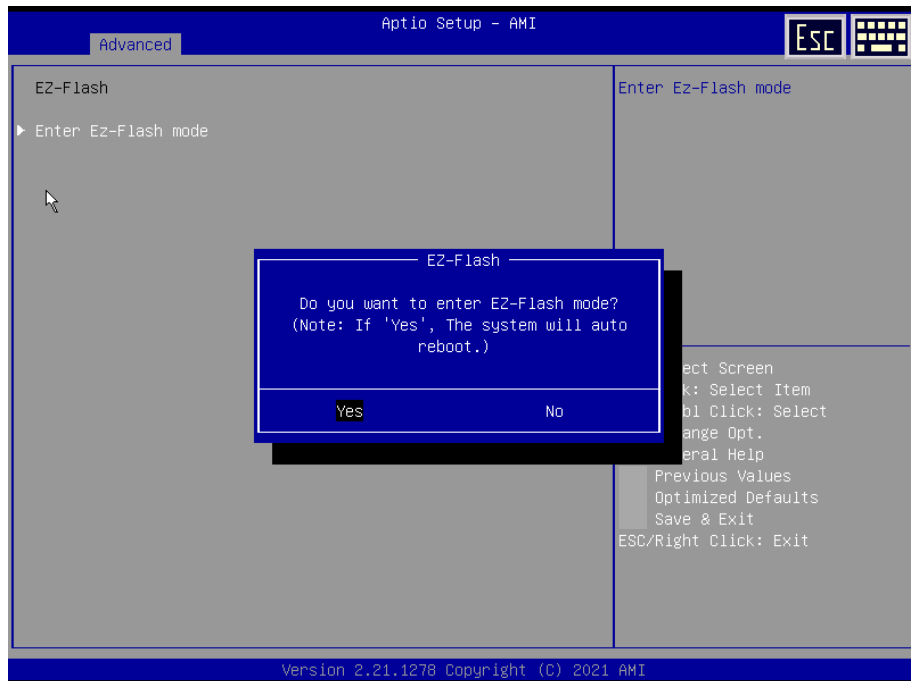 Aptio Setup – AMI
Advanced
Esc
EZ-Flash
Enter Ez-Flash mode
Enter Ez-Flash mode
EZ-Flash
Do you want to enter EZ-Flash mode?
(Note: If 'Yes', The system will auto
reboot.)
Yes No
ect Screen
k: Select Item
bl Click: Select
ange Opt.
eral Help
Previous Values
Optimized Defaults
Save & Exit
ESC/Right Click: Exit
Version 2.21.1278 Copyright (C) 2021 AMI